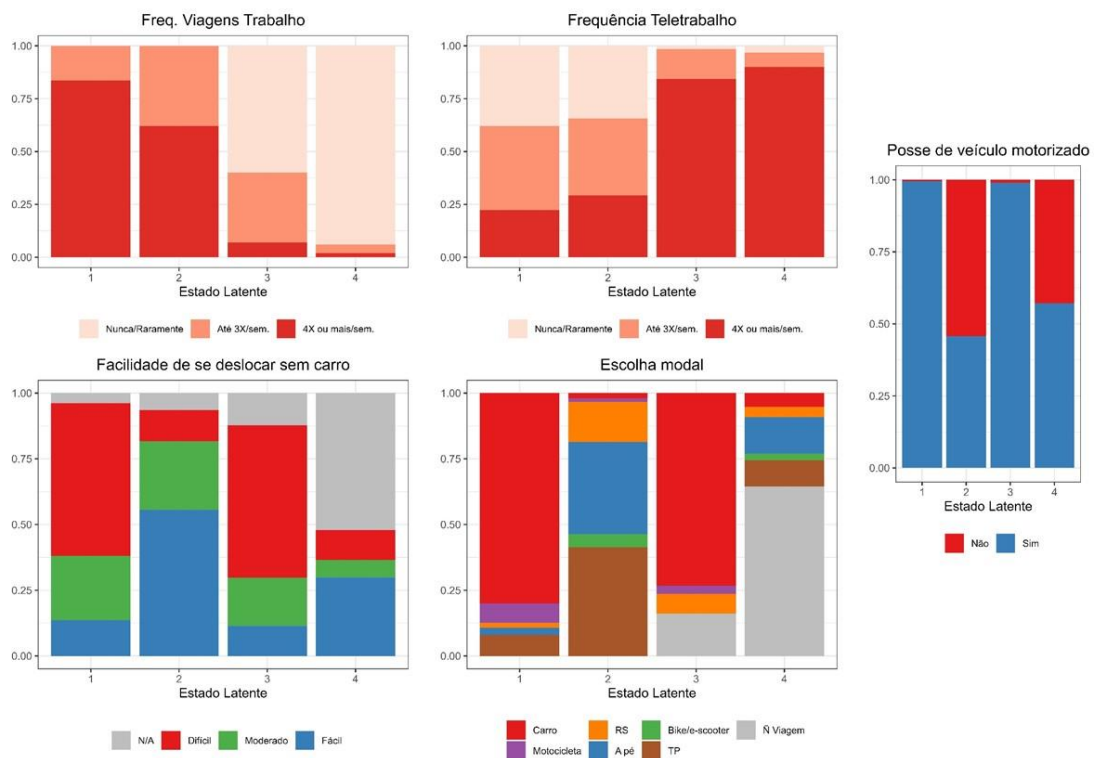 Freq. Viagens Trabalho
1.00
0.75
0.50
0.25
0.00
1 2 3 4
Estado Latente
Nunca/Raramente Até 3X/sem. 4X ou mais/sem.
Frequência Teletrabalho
1.00
0.75
0.50
0.25
0.00
1 2 3 4
Estado Latente
Nunca/Raramente Até 3X/sem. 4X ou mais/sem.
Posse de veículo motorizado
1.00
0.75
0.50
0.25
0.00
1 2 3 4
Estado Latente
Não Sim
Facilidade de se deslocar sem carro
1.00
0.75
0.50
0.25
0.00
1 2 3 4
Estado Latente
N/A Difícil Moderado Fácil
Escolha modal
1.00
0.75
0.50
0.25
0.00
1 2 3 4
Estado Latente
Carro RS Bike/e-scooter Ñ Viagem
Motocicleta A pé TP